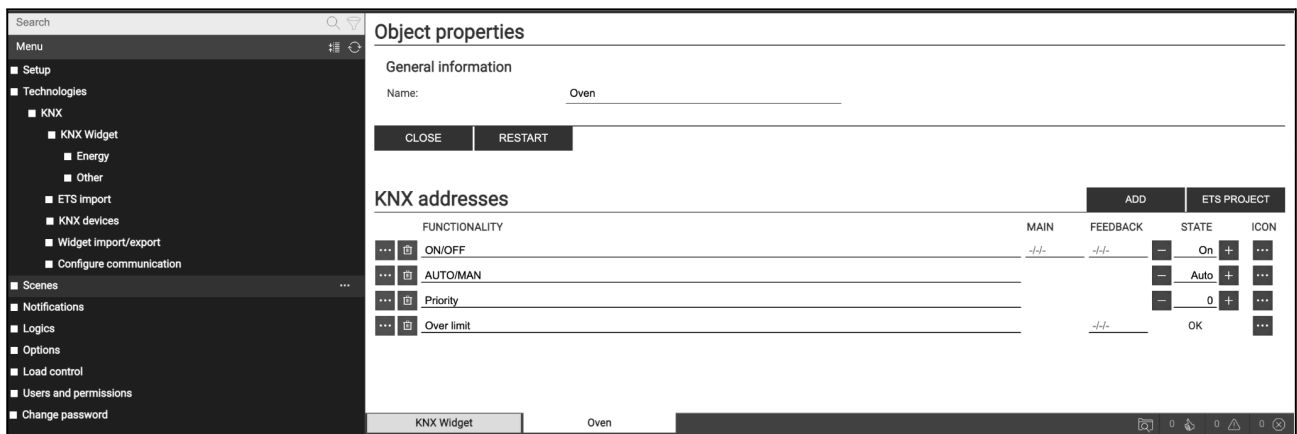 Search
Menu
Setup
Technologies
KNX
KNX Widget
Energy
Other
ETS import
KNX devices
Widget import/export
Configure communication
Scenes ...
Notifications
Logics
Options
Load control
Users and permissions
Change password
Object properties
General information
Name: Oven
CLOSE RESTART
KNX addresses ADD ETS PROJECT
FUNCTIONALITY MAIN FEEDBACK STATE ICON
... ON/OFF -/-/- -/-/- − On + ...
... AUTO/MAN − Auto + ...
... Priority − 0 + ...
... Over limit -/-/- OK ...
KNX Widget Oven 0 0 0